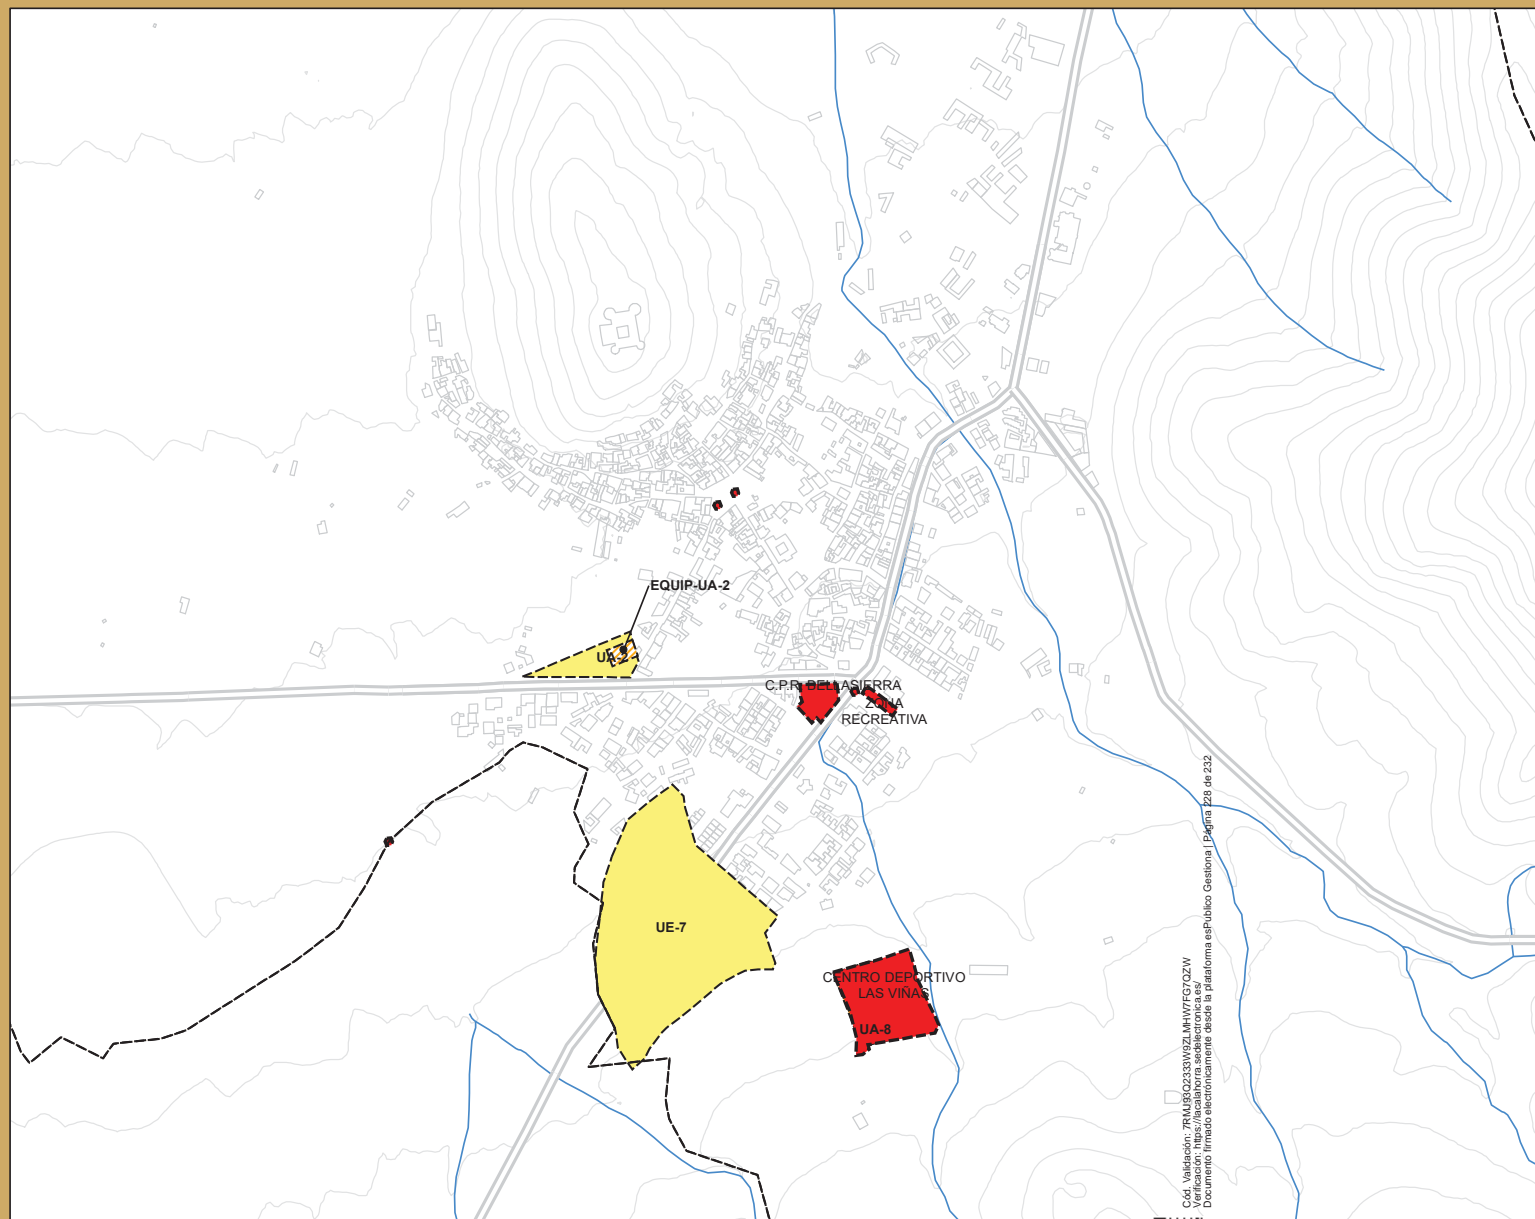 EQUIP-UA-2
UA-2
C.P.R. BELLASIERRA
ZONA
RECREATIVA
UE-7
CENTRO DEPORTIVO
LAS VIÑAS
UA-8
Cód. Validación: 7RMJ93Q2333W9ZLMHW7FG7QZW
Verificación: https://lacalahorra.sedelectronica.es/
Documento firmado electrónicamente desde la plataforma esPublico Gestiona | Página 228 de 232